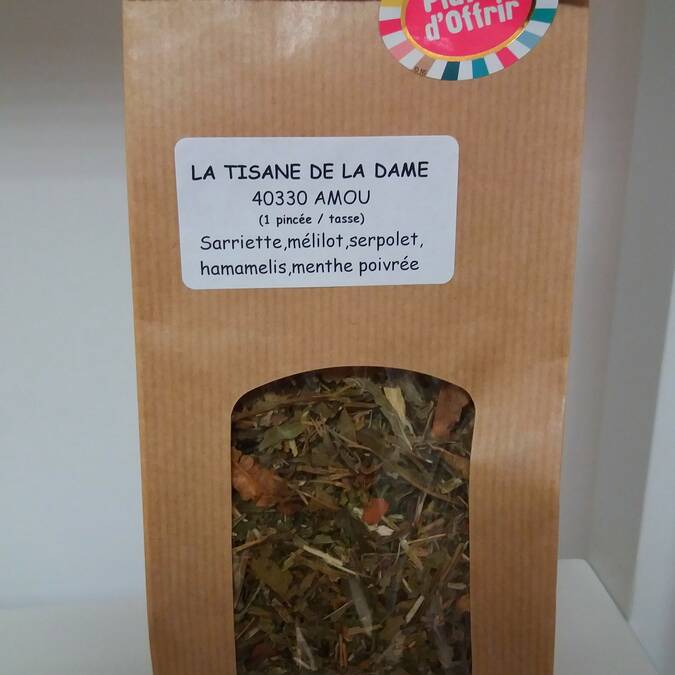 d'Offrir
LA TISANE DE LA DAME
40330 AMOU
(1 pincée / tasse)
Sarriette,mélilot,serpolet,
hamamelis,menthe poivrée